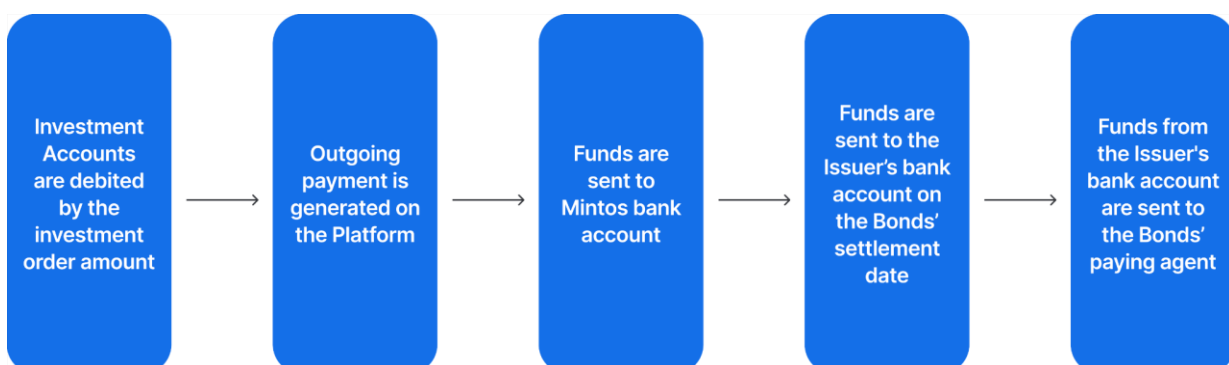 Investment
Accounts
are debited
by the
investment
order amount
Outgoing
payment is
generated on
the Platform
Funds are
sent to
Mintos bank
account
Funds are
sent to the
Issuer’s bank
account on
the Bonds’
settlement
date
Funds from
the Issuer's
bank account
are sent to
the Bonds’
paying agent